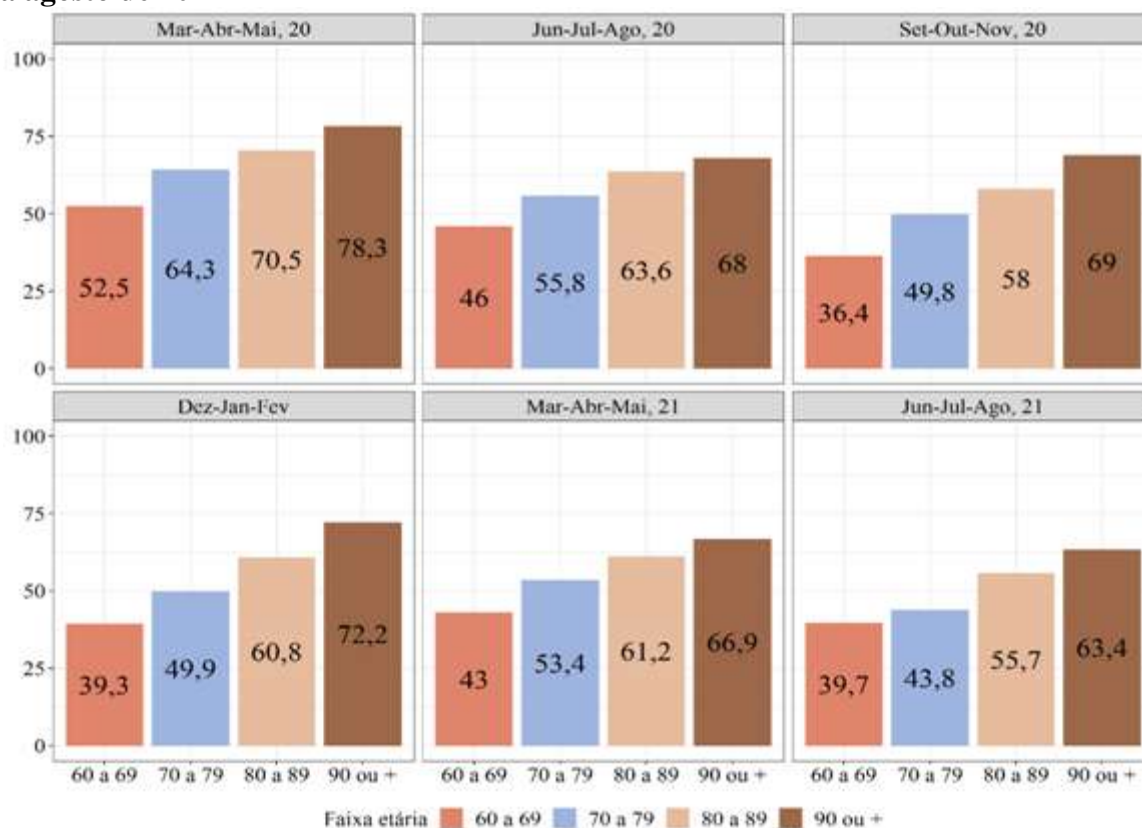 Mar-Abr-Mai, 20 Jun-Jul-Ago, 20 Set-Out-Nov, 20
100
75
50
25
0
52,5 64,3 70,5 78,3
46 55,8 63,6 68
36,4 49,8 58 69
Dez-Jan-Fev Mar-Abr-Mai, 21 Jun-Jul-Ago, 21
100
75
50
25
0
39,3 49,9 60,8 72,2
43 53,4 61,2 66,9
39,7 43,8 55,7 63,4
60 a 69 70 a 79 80 a 89 90 ou + 60 a 69 70 a 79 80 a 89 90 ou + 60 a 69 70 a 79 80 a 89 90 ou +
Faixa etária 60 a 69 70 a 79 80 a 89 90 ou +